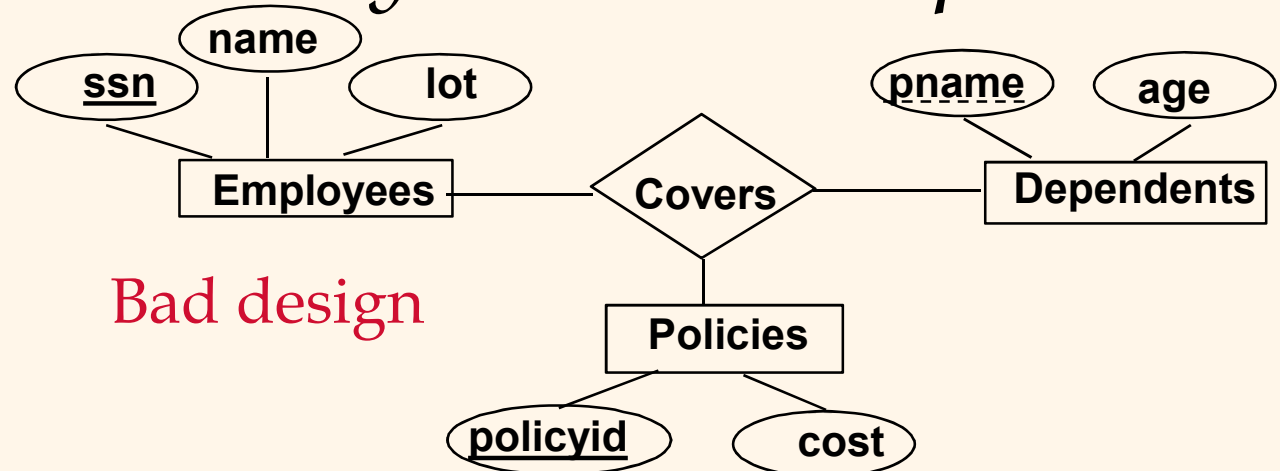 name
ssn
lot
pname
age
Employees
Covers
Dependents
Bad design
Policies
policyid
cost